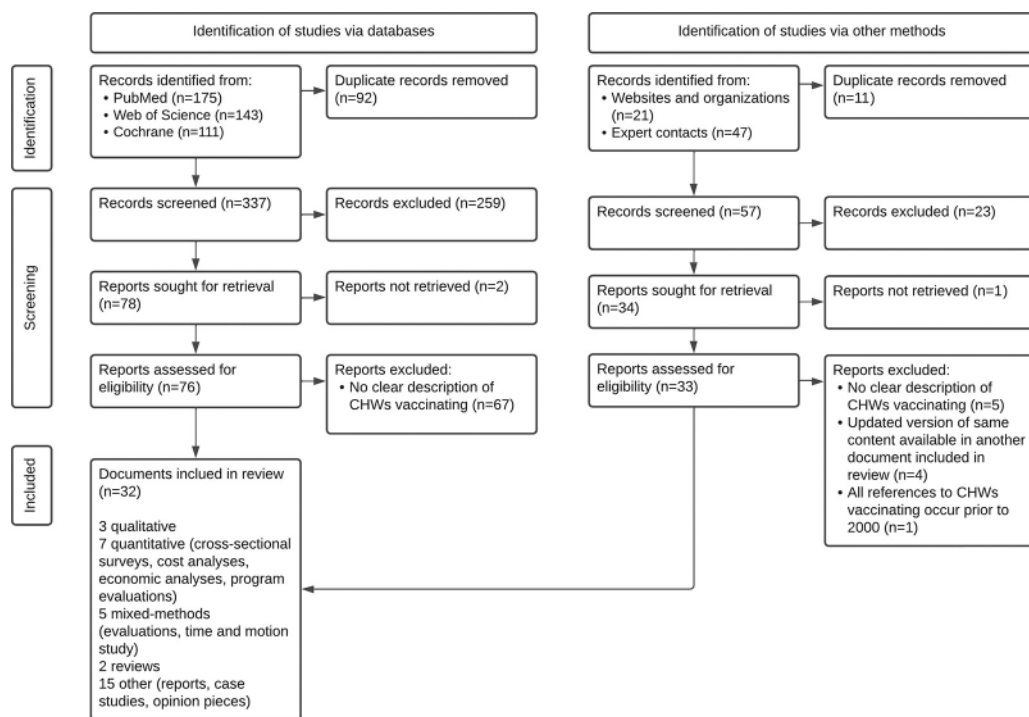 Identification of studies via databases
Identification of studies via other methods
Identification
Records identified from:
• PubMed (n=175)
• Web of Science (n=143)
• Cochrane (n=111)
Duplicate records removed
(n=92)
Records identified from:
• Websites and organizations
(n=21)
• Expert contacts (n=47)
Duplicate records removed
(n=11)
Screening
Records screened (n=337)
Records excluded (n=259)
Records screened (n=57)
Records excluded (n=23)
Reports sought for retrieval
(n=78)
Reports not retrieved (n=2)
Reports sought for retrieval
(n=34)
Reports not retrieved (n=1)
Reports assessed for
eligibility (n=76)
Reports excluded:
• No clear description of
CHWs vaccinating (n=67)
Reports assessed for
eligibility (n=33)
Reports excluded:
• No clear description of
CHWs vaccinating (n=5)
• Updated version of same
content available in another
document included in
review (n=4)
• All references to CHWs
vaccinating occur prior to
2000 (n=1)
Included
Documents inclued in review
(n=32)
3 qualitative
7 quantitative (cross-sectional
surveys, cost analyses,
economic analyses, program
evaluations)
5 mixed-methods
(evaluations, time and motion
study)
2 reviews
15 other (reports, case
studies, opinion pieces)